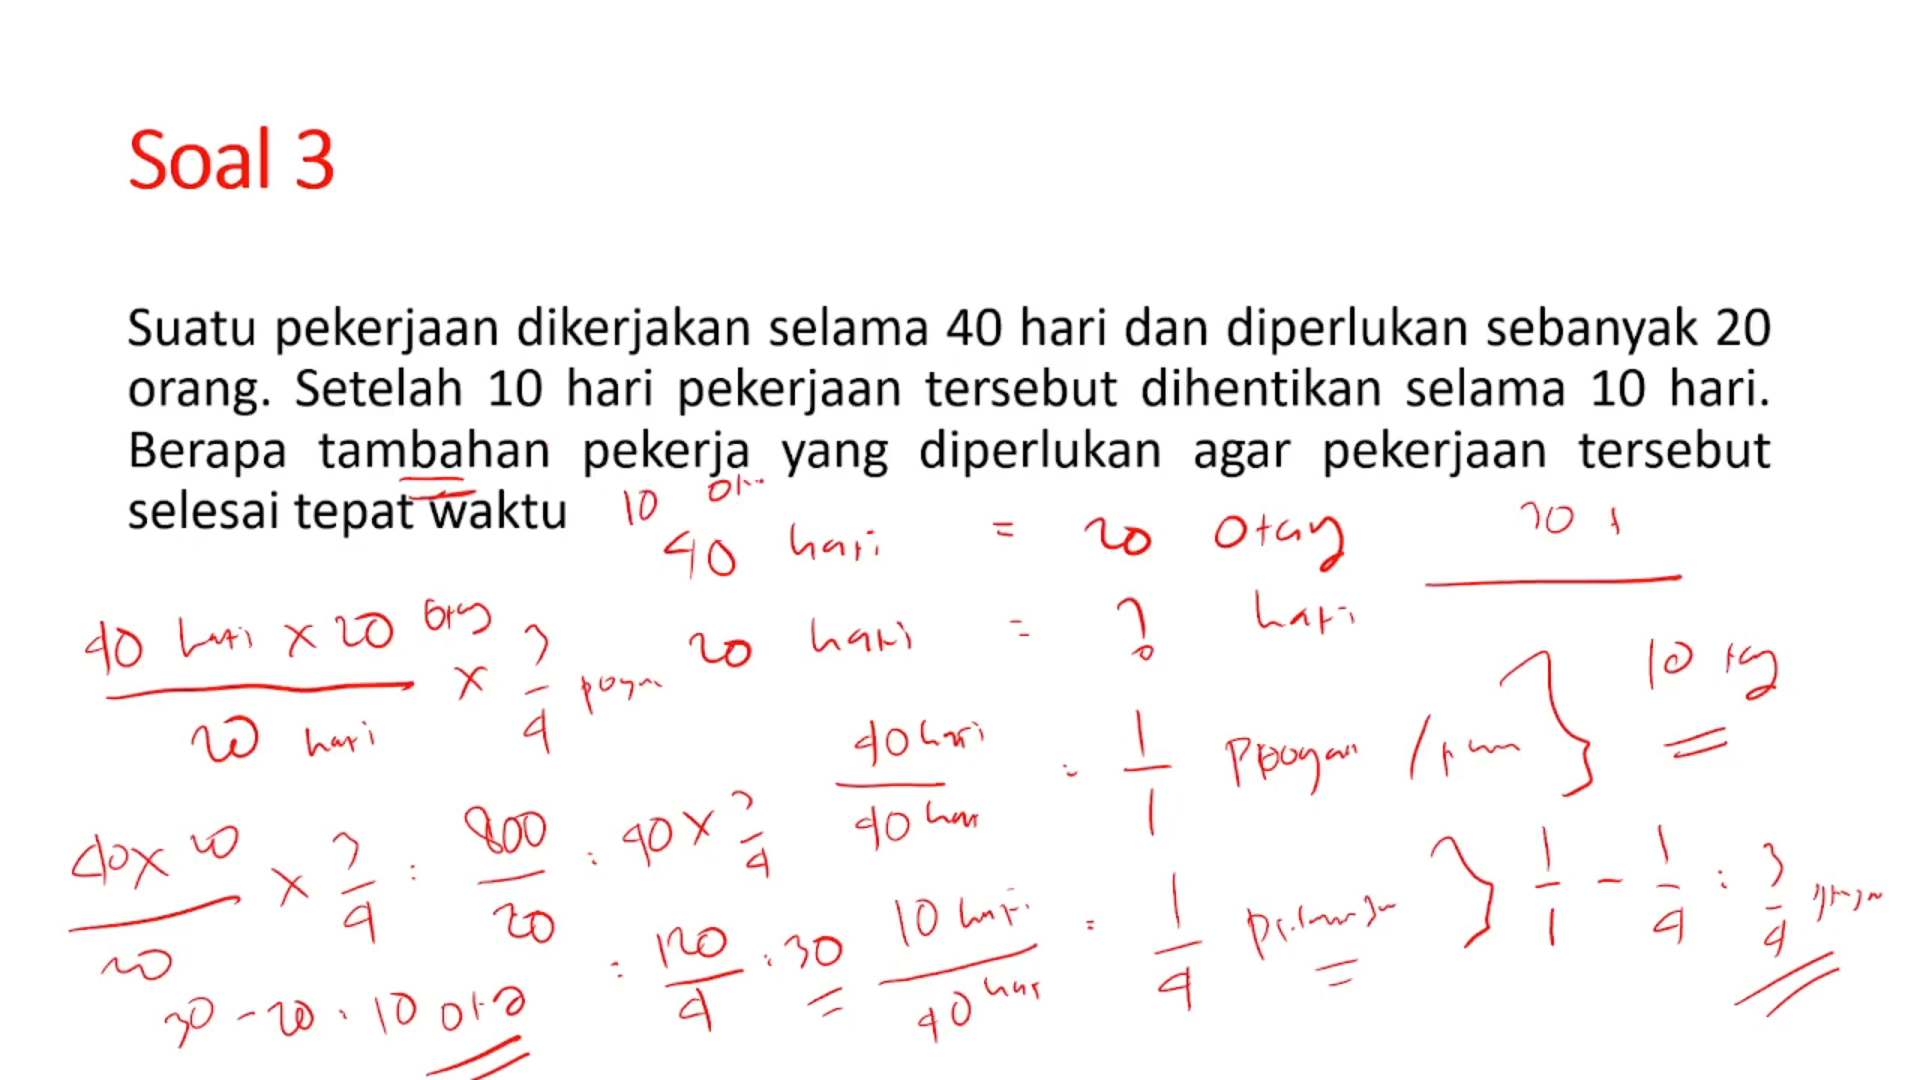 Soal 3
Suatu pekerjaan dikerjakan selama 40 hari dan diperlukan sebanyak 20
orang. Setelah 10 hari pekerjaan tersebut dihentikan selama 10 hari.
Berapa tambahan pekerja yang diperlukan agar pekerjaan tersebut
selesai tepat waktu
10
40 hari = 20 orang
20 hari = ? hari
40 hari × 20 org / 20 hari × 3/4
40 hari / 40 har = 1/1
10
40 × 20 / 20 × 3/4 = 800/20 = 40 × 3/4
= 120/4 = 30
10 hari / 40 hari = 1/4
1/1 - 1/4 = 3/4
30 - 20 = 10